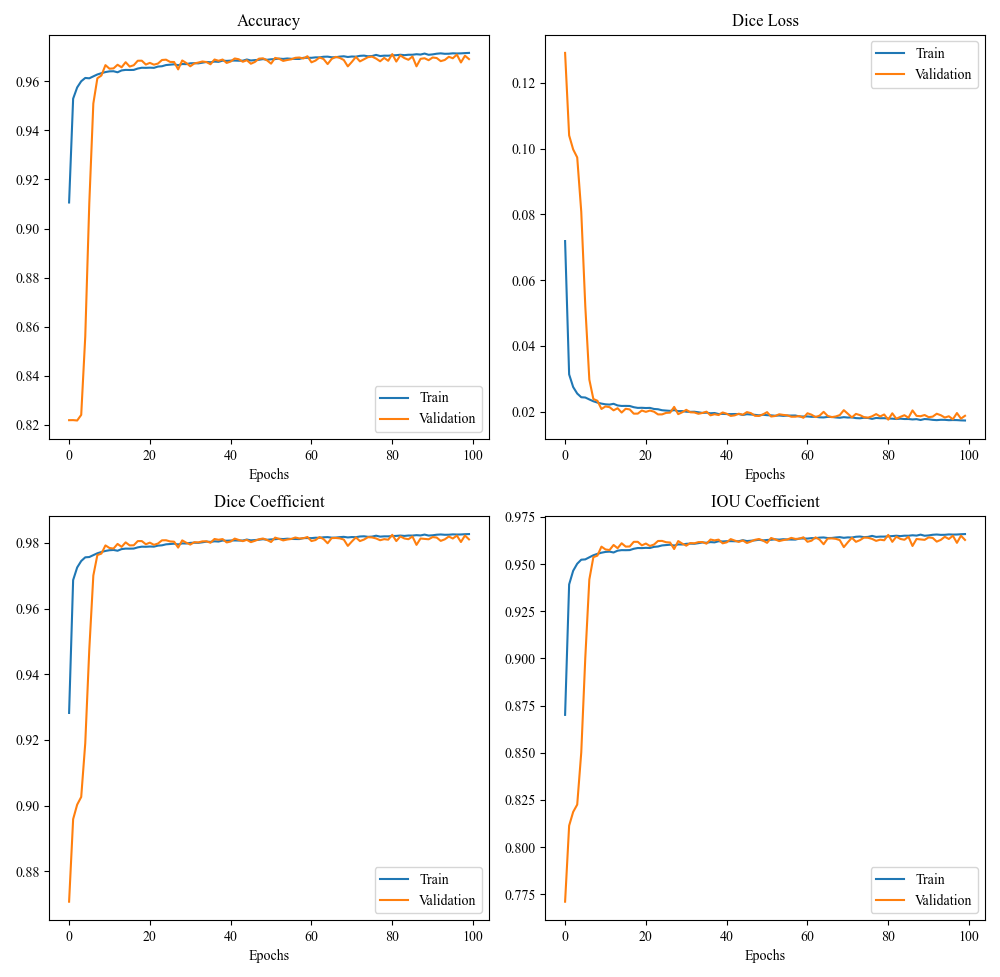 Accuracy
0.96
0.94
0.92
0.90
0.88
0.86
0.84
0.82
0 20 40 60 80 100
Epochs
Train
Validation
Dice Loss
0.12
0.10
0.08
0.06
0.04
0.02
0 20 40 60 80 100
Epochs
Train
Validation
Dice Coefficient
0.98
0.96
0.94
0.92
0.90
0.88
0 20 40 60 80 100
Epochs
Train
Validation
IOU Coefficient
0.975
0.950
0.925
0.900
0.875
0.850
0.825
0.800
0.775
0 20 40 60 80 100
Epochs
Train
Validation